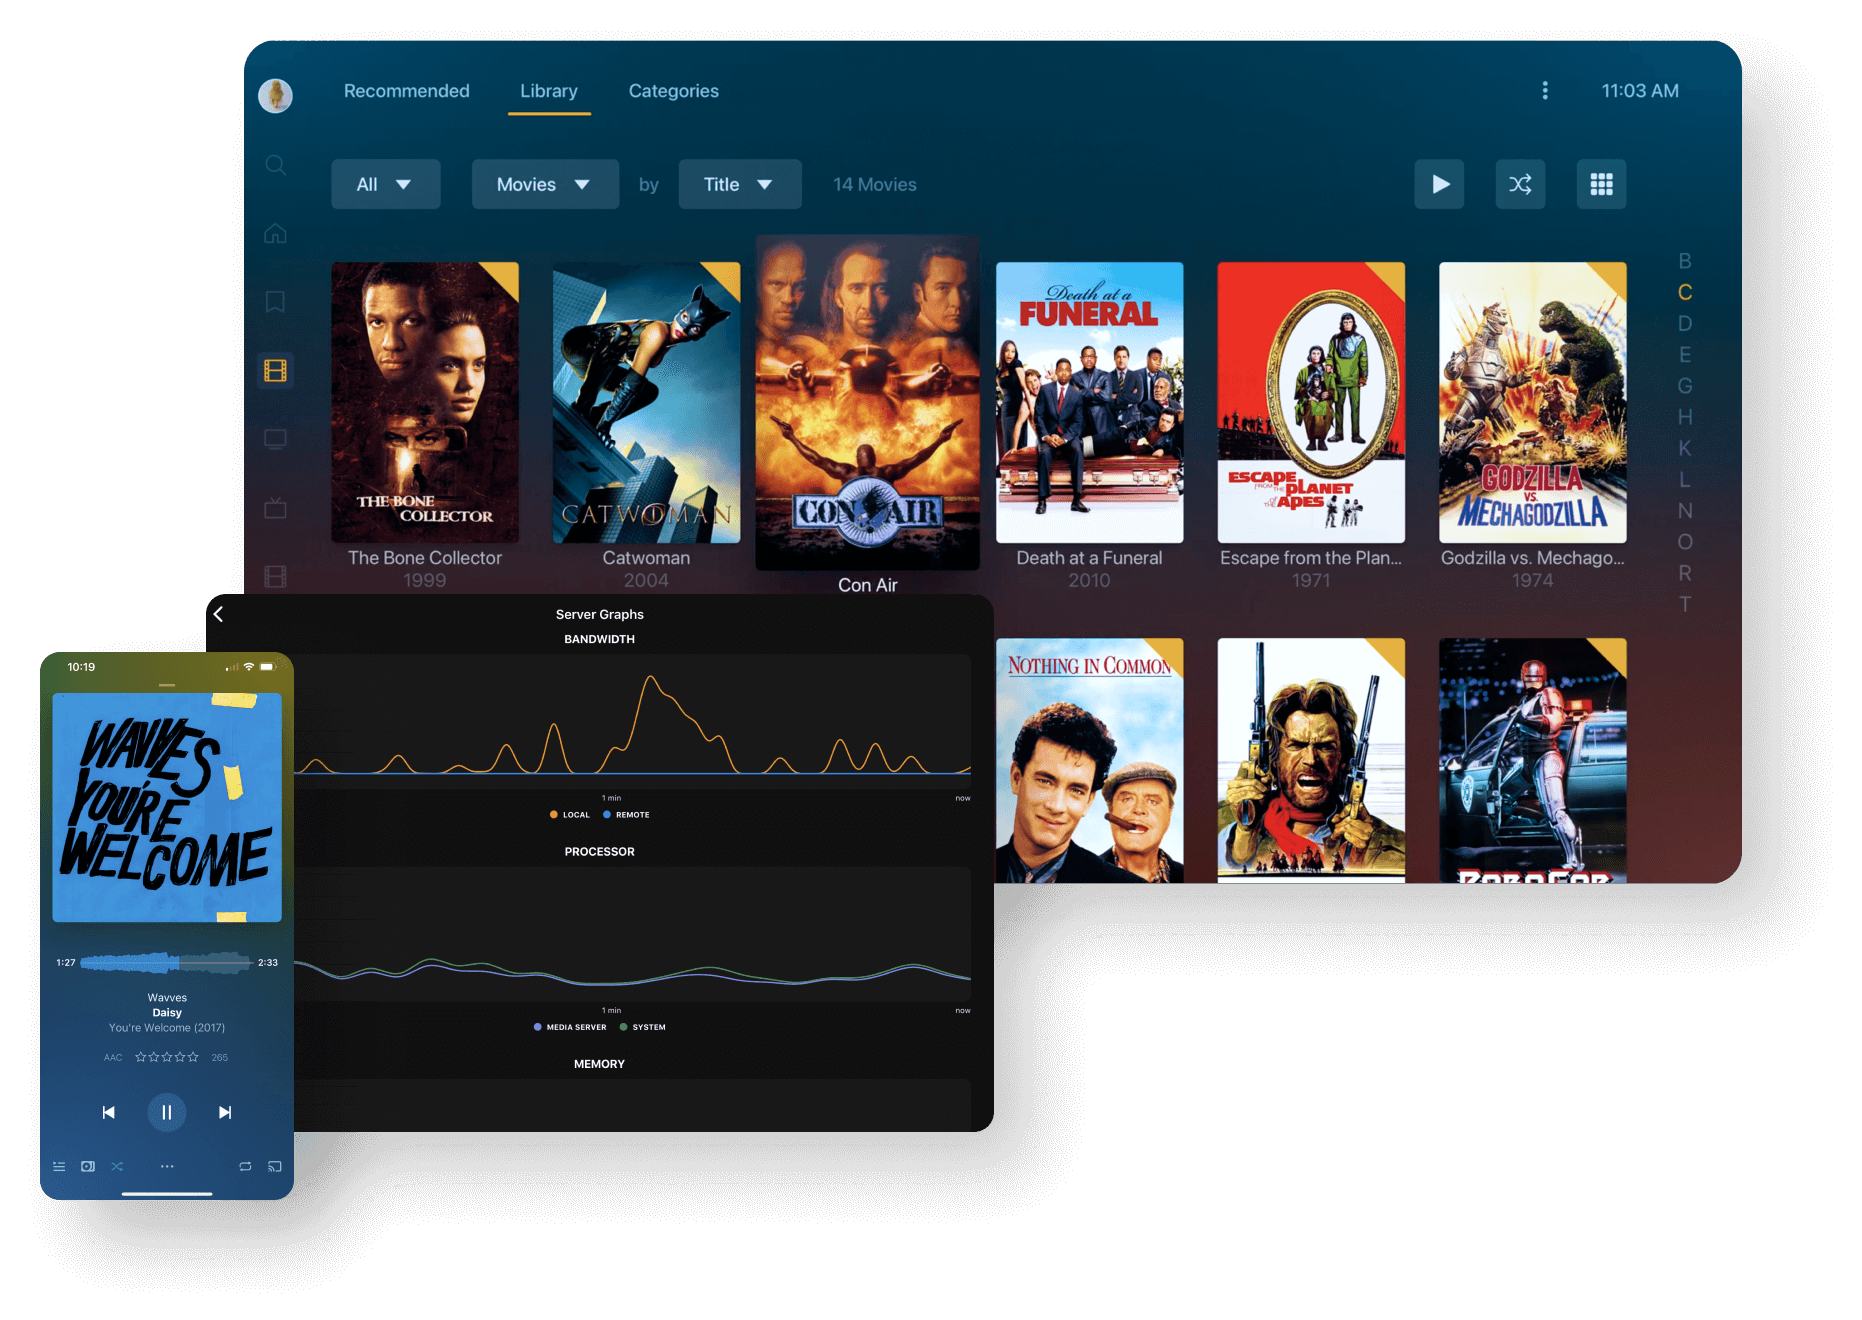 Recommended
Library
Categories
11:03 AM
All
Movies
by
Title
14 Movies
THE BONE
COLLECTOR
CATWOMAN
CON AIR
Death at a
FUNERAL
ESCAPE
FROM THE PLANET
of the APES
GODZILLA
VS.
MECHAGODZILLA
The Bone Collector
1999
Catwoman
2004
Con Air
Death at a Funeral
2010
Escape from the Plan...
1971
Godzilla vs. Mechago...
1974
B
C
D
E
G
H
K
L
N
O
R
T
NOTHING IN COMMON
ROBOCOP
Server Graphs
BANDWIDTH
1 min
now
LOCAL
REMOTE
PROCESSOR
1 min
now
MEDIA SERVER
SYSTEM
MEMORY
10:19
WAVVES
YOU'RE
WELCOME
1:27
2:33
Wavves
Daisy
You're Welcome (2017)
AAC
265